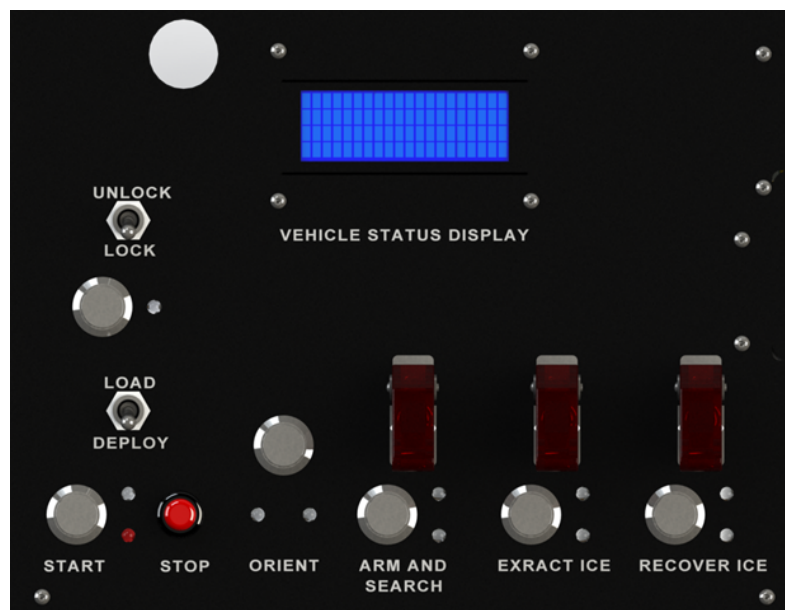 UNLOCK
LOCK
VEHICLE STATUS DISPLAY
LOAD
DEPLOY
START
STOP
ORIENT
ARM AND
SEARCH
EXRACT ICE
RECOVER ICE